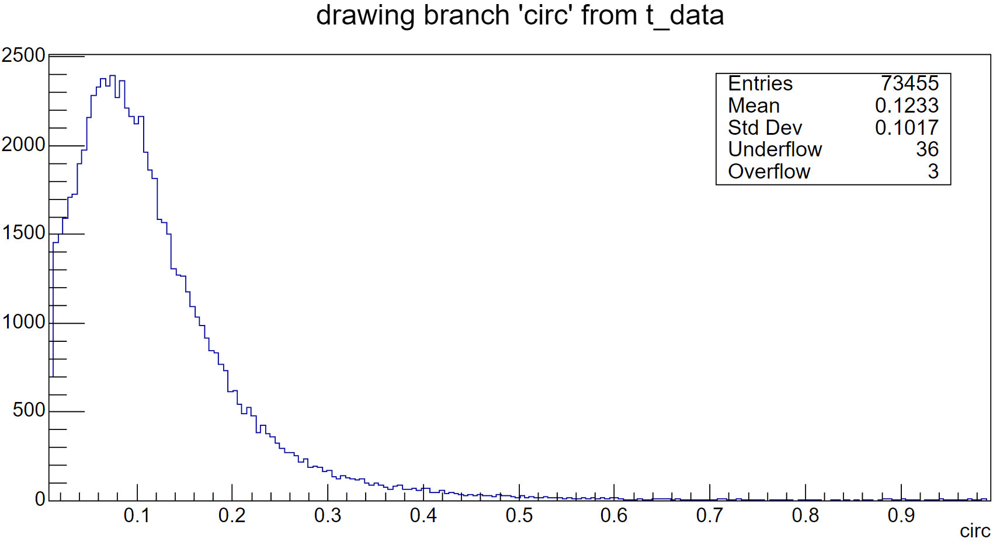 drawing branch 'circ' from t_data
2500
2000
1500
1000
500
0
Entries 73455
Mean 0.1233
Std Dev 0.1017
Underflow 36
Overflow 3
0.1 0.2 0.3 0.4 0.5 0.6 0.7 0.8 0.9
circ